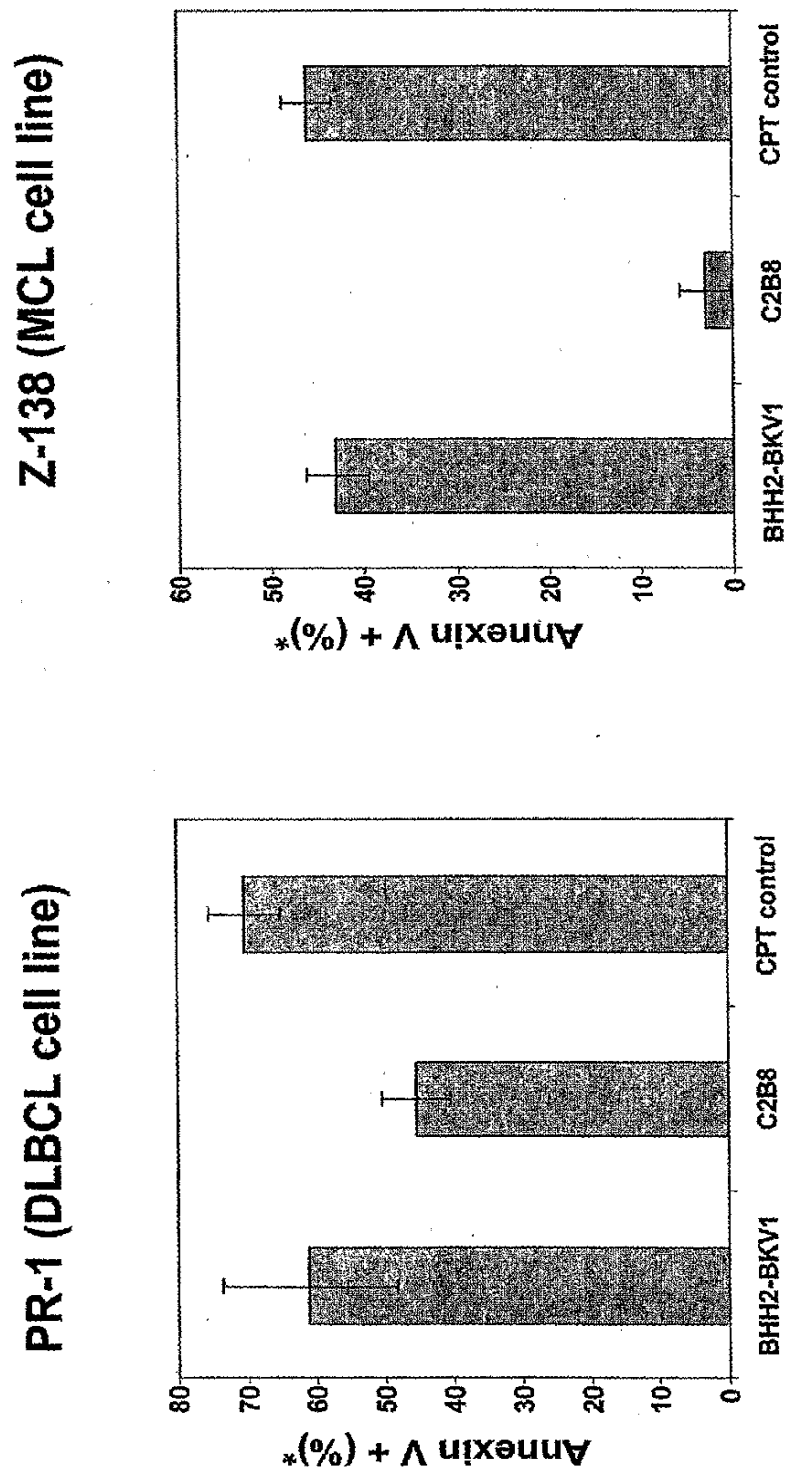 PR-1 (DLBCL cell line)
Annexin V + (%)*
80
70
60
50
40
30
20
10
0
BHH2-BKV1
C2B8
CPT control
Z-138 (MCL cell line)
Annexin V + (%)*
60
50
40
30
20
10
0
BHH2-BKV1
C2B8
CPT control